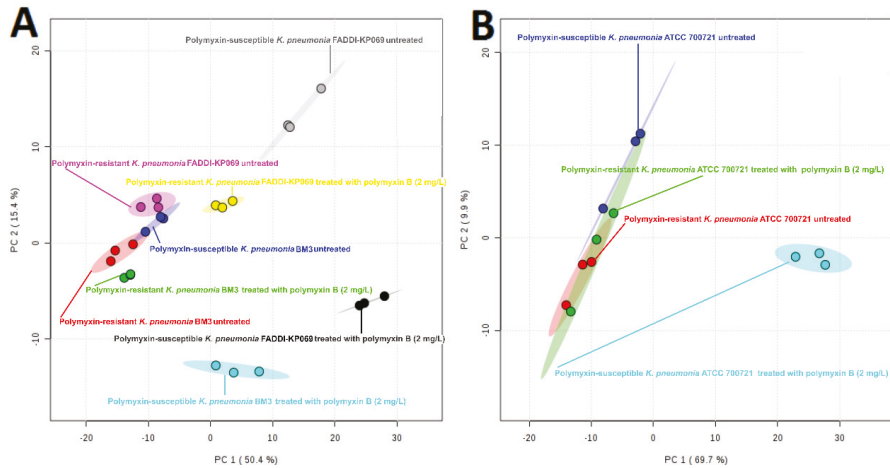 A
B
Polymyxin-susceptible K. pneumonia FADDI-KP069 untreated
Polymyxin-resistant K. pneumonia FADDI-KP069 untreated
Polymyxin-resistant K. pneumonia FADDI-KP069 treated with polymyxin B (2 mg/L)
Polymyxin-susceptible K. pneumonia BM3 untreated
Polymyxin-resistant K. pneumonia BM3 treated with polymyxin B (2 mg/L)
Polymyxin-resistant K. pneumonia BM3 untreated
Polymyxin-susceptible K. pneumonia FADDI-KP069 treated with polymyxin B (2 mg/L)
Polymyxin-susceptible K. pneumonia BM3 treated with polymyxin B (2 mg/L)
PC 2 ( 15.4 %)
20
10
0
-10
-20
-10
0
10
20
30
PC 1 ( 50.4 %)
Polymyxin-susceptible K. pneumonia ATCC 700721 untreated
Polymyxin-resistant K. pneumonia ATCC 700721 treated with polymyxin B (2 mg/L)
Polymyxin-resistant K. pneumonia ATCC 700721 untreated
Polymyxin-susceptible K. pneumonia ATCC 700721 treated with polymyxin B (2 mg/L)
PC 2 ( 9.9 %)
20
10
0
-10
-20
-10
0
10
20
30
PC 1 ( 69.7 %)